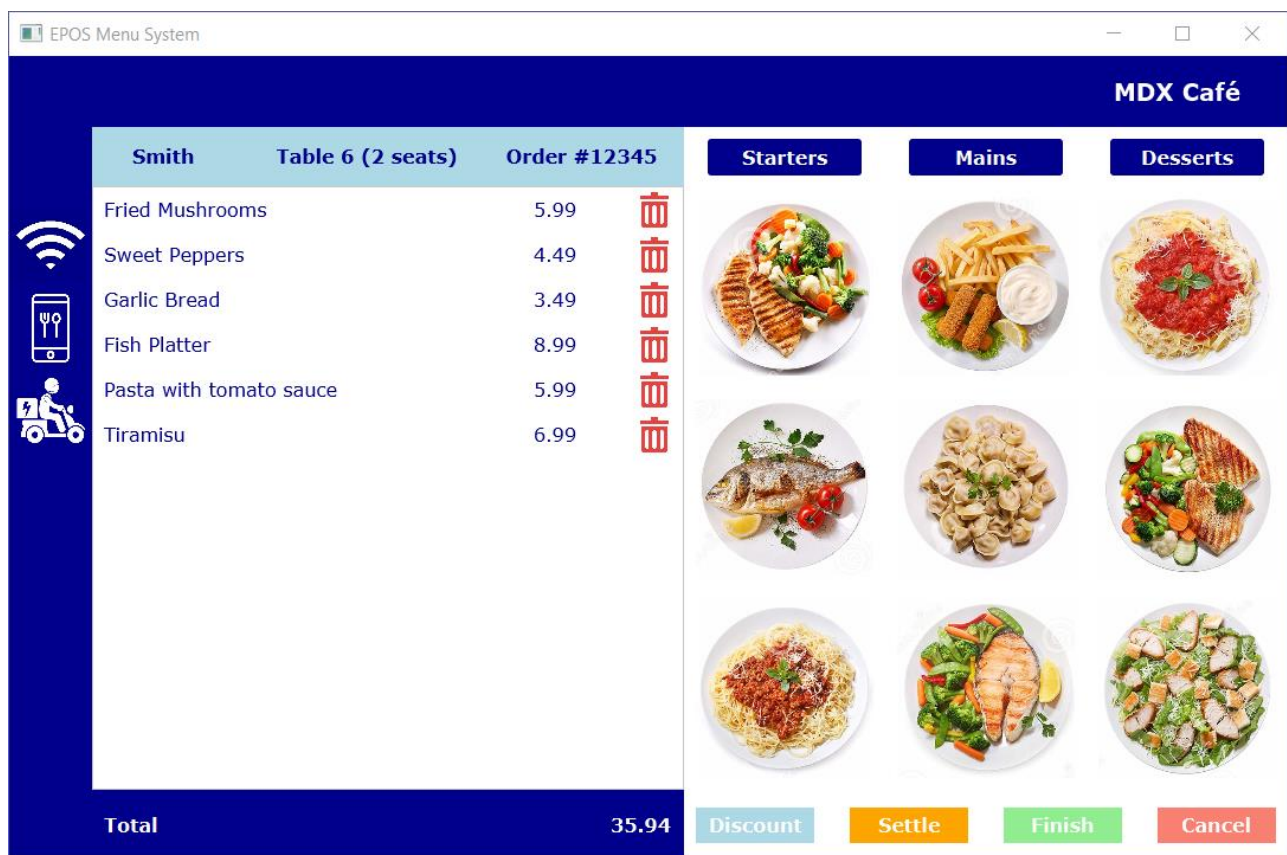 EPOS Menu System
MDX Café
Smith Table 6 (2 seats) Order #12345
Fried Mushrooms 5.99
Sweet Peppers 4.49
Garlic Bread 3.49
Fish Platter 8.99
Pasta with tomato sauce 5.99
Tiramisu 6.99
Total 35.94
Starters Mains Desserts
Discount Settle Finish Cancel